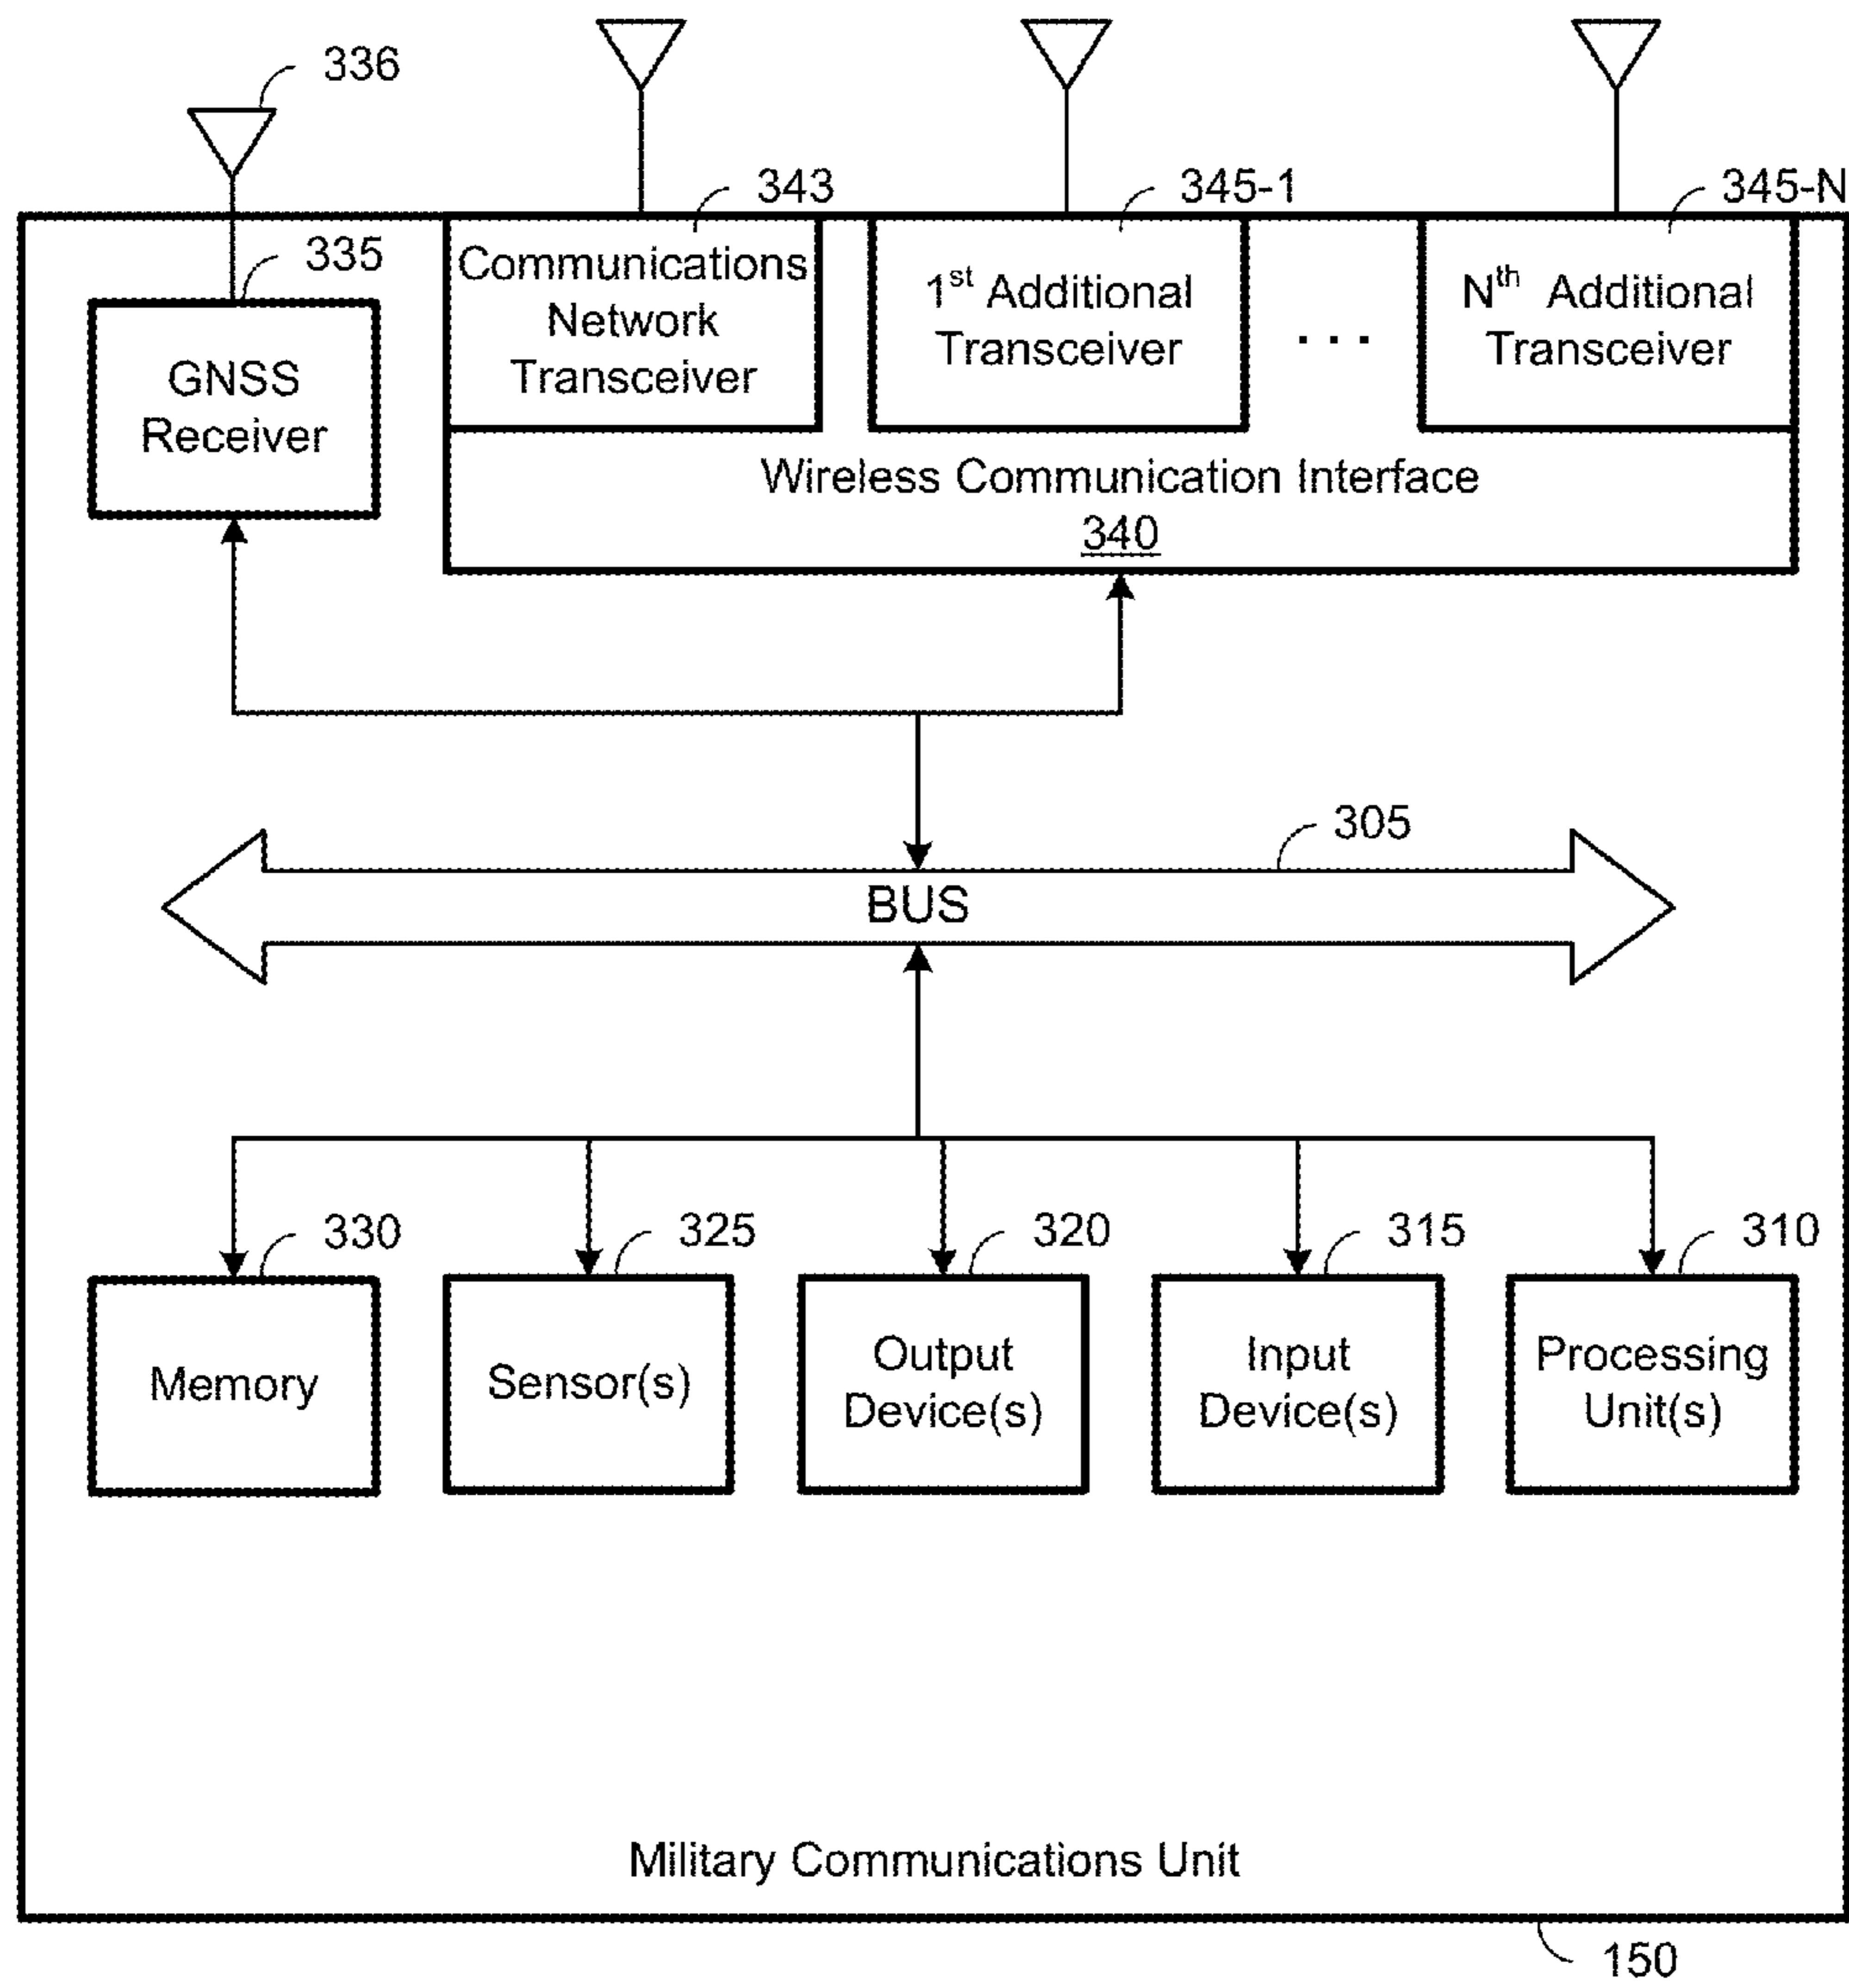 336
343
345-1
345-N
335
Communications
Network
Transceiver
1st Additional
Transceiver
. . .
Nth Additional
Transceiver
GNSS
Receiver
Wireless Communication Interface
340
305
BUS
330
325
320
315
310
Memory
Sensor(s)
Output
Device(s)
Input
Device(s)
Processing
Unit(s)
Military Communications Unit
150